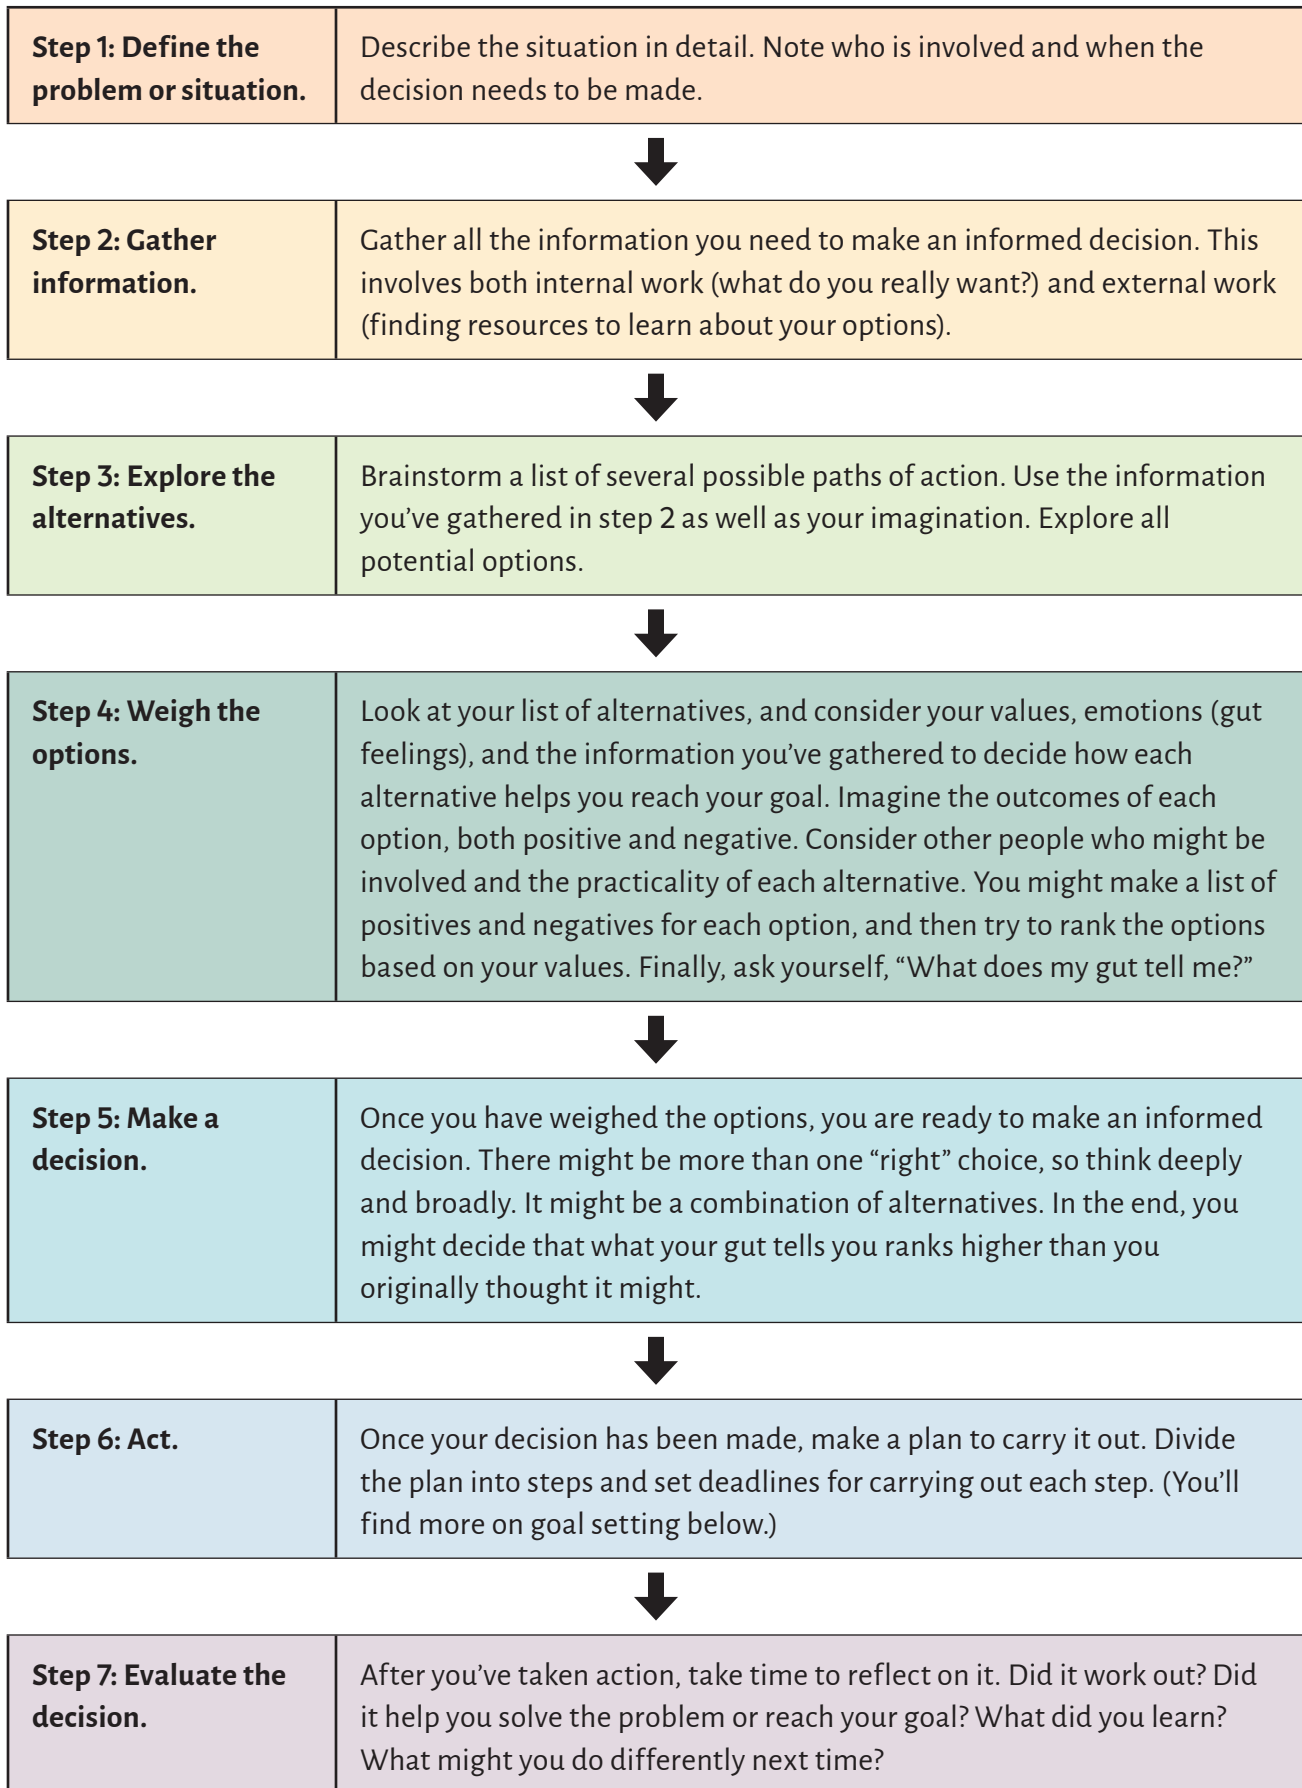 Step 1: Define the
problem or situation.
Describe the situation in detail. Note who is involved and when the
decision needs to be made.
Step 2: Gather
information.
Gather all the information you need to make an informed decision. This
involves both internal work (what do you really want?) and external work
(finding resources to learn about your options).
Step 3: Explore the
alternatives.
Brainstorm a list of several possible paths of action. Use the information
you’ve gathered in step 2 as well as your imagination. Explore all
potential options.
Step 4: Weigh the
options.
Look at your list of alternatives, and consider your values, emotions (gut
feelings), and the information you’ve gathered to decide how each
alternative helps you reach your goal. Imagine the outcomes of each
option, both positive and negative. Consider other people who might be
involved and the practicality of each alternative. You might make a list of
positives and negatives for each option, and then try to rank the options
based on your values. Finally, ask yourself, “What does my gut tell me?”
Step 5: Make a
decision.
Once you have weighed the options, you are ready to make an informed
decision. There might be more than one “right” choice, so think deeply
and broadly. It might be a combination of alternatives. In the end, you
might decide that what your gut tells you ranks higher than you
originally thought it might.
Step 6: Act.
Once your decision has been made, make a plan to carry it out. Divide
the plan into steps and set deadlines for carrying out each step. (You’ll
find more on goal setting below.)
Step 7: Evaluate the
decision.
After you’ve taken action, take time to reflect on it. Did it work out? Did
it help you solve the problem or reach your goal? What did you learn?
What might you do differently next time?